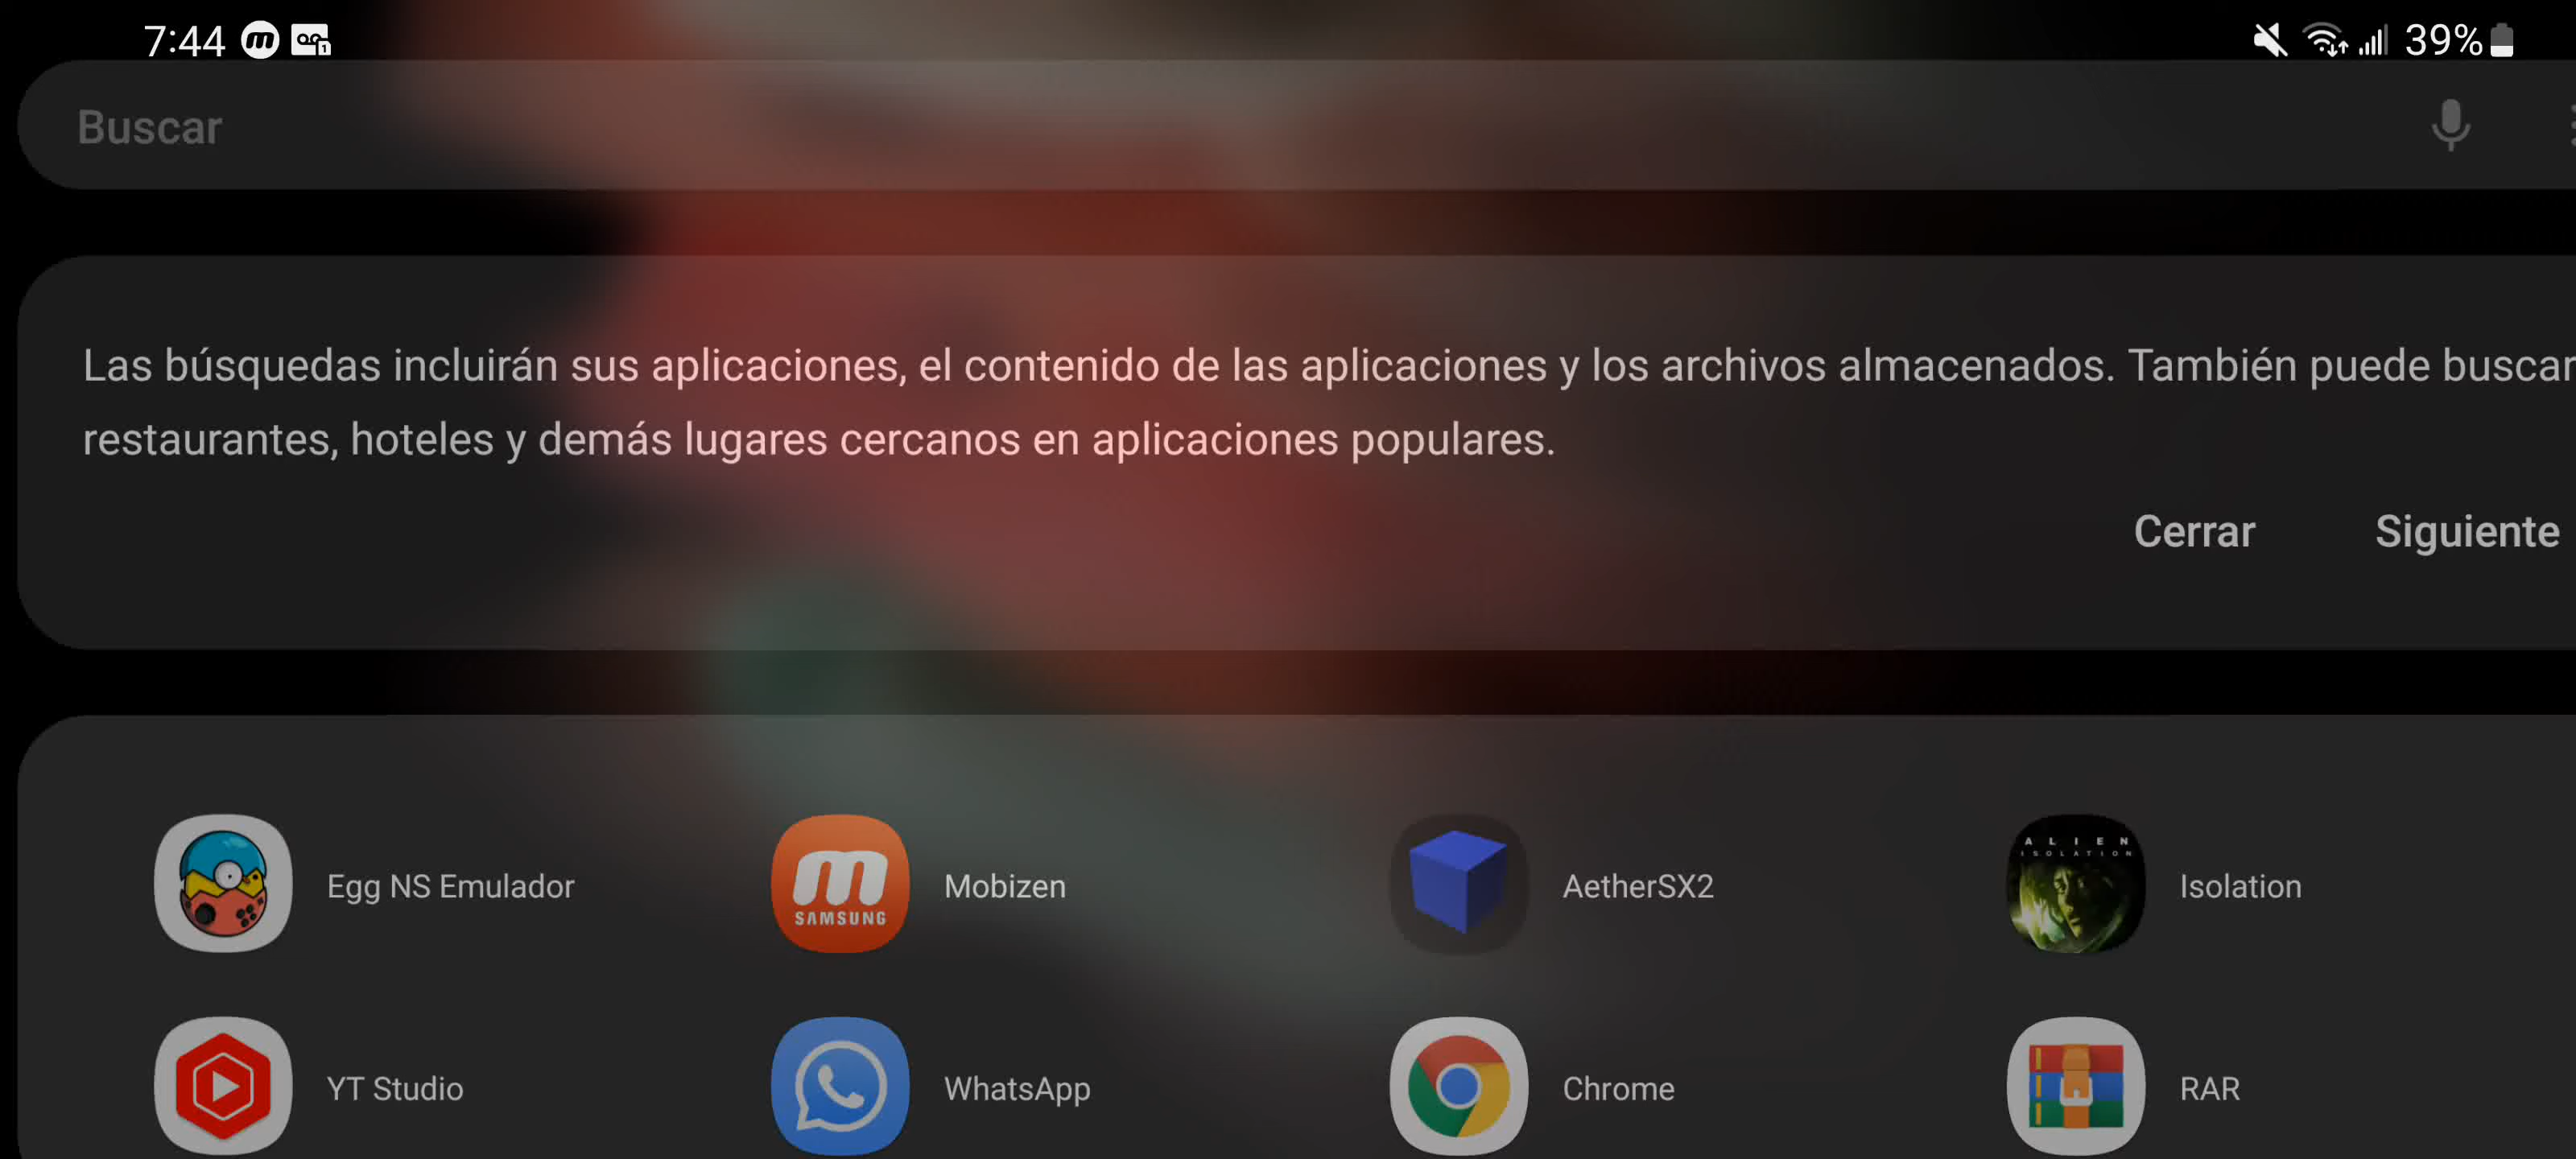 7:44
39%
Buscar
Las búsquedas incluirán sus aplicaciones, el contenido de las aplicaciones y los archivos almacenados. También puede buscar
restaurantes, hoteles y demás lugares cercanos en aplicaciones populares.
Cerrar
Siguiente
ALIEN
ISOLATION
SAMSUNG
Egg NS Emulador
Mobizen
AetherSX2
Isolation
YT Studio
WhatsApp
Chrome
RAR